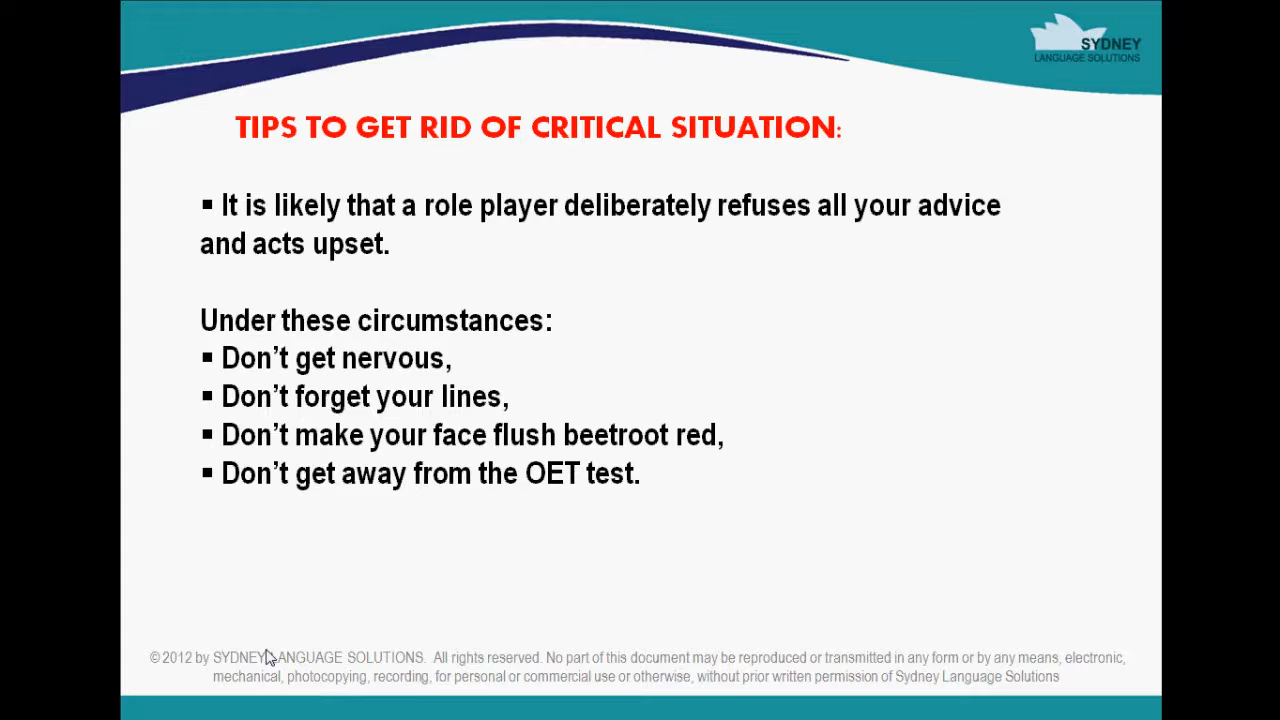 SYDNEY
LANGUAGE SOLUTIONS
TIPS TO GET RID OF CRITICAL SITUATION:
▪ It is likely that a role player deliberately refuses all your advice
and acts upset.
Under these circumstances:
▪ Don't get nervous,
▪ Don't forget your lines,
▪ Don't make your face flush beetroot red,
▪ Don't get away from the OET test.
© 2012 by SYDNEY LANGUAGE SOLUTIONS. All rights reserved. No part of this document may be reproduced or transmitted in any form or by any means, electronic,
mechanical, photocopying, recording, for personal or commercial use or otherwise, without prior written permission of Sydney Language Solutions